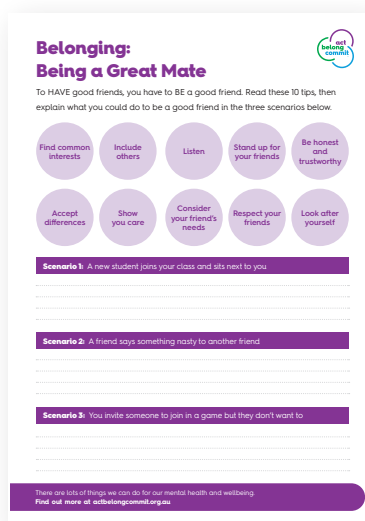 Belonging:
Being a Great Mate
act
belong
commit
To HAVE good friends, you have to BE a good friend. Read these 10 tips, then
explain what you could do to be a good friend in the three scenarios below.
Find common
interests
Include
others
Listen
Stand up for
your friends
Be honest
and
trustworthy
Accept
differences
Show
you care
Consider
your friend's
needs
Respect your
friends
Look after
yourself
Scenario 1: A new student joins your class and sits next to you
Scenario 2: A friend says something nasty to another friend
Scenario 3: You invite someone to join in a game but they don't want to
There are lots of things we can do for our mental health and wellbeing.
Find out more at actbelongcommit.org.au